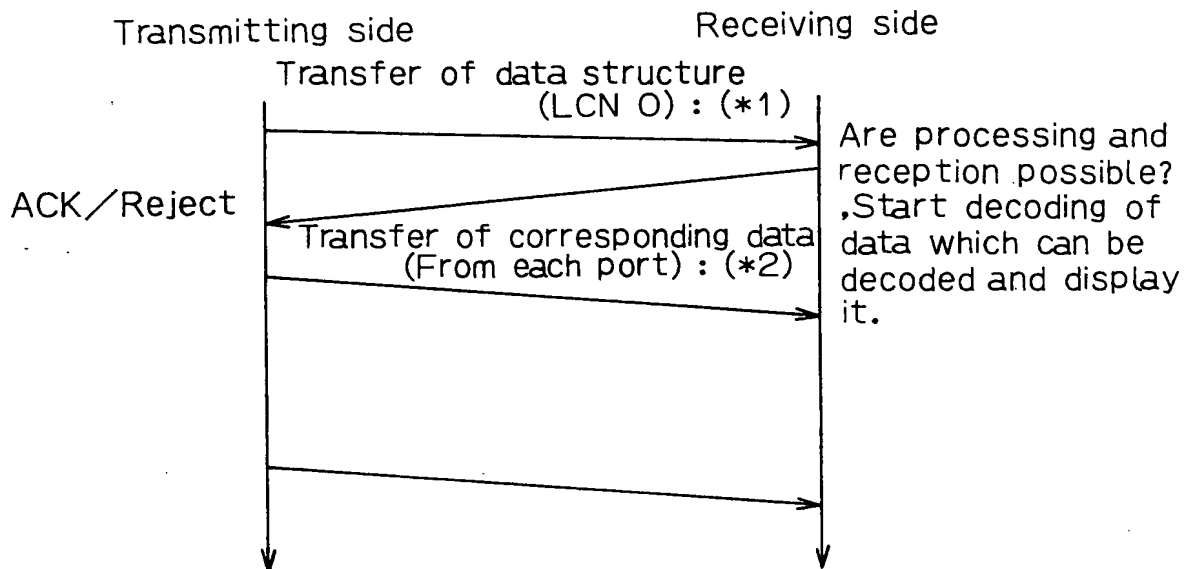 Transmitting side
Receiving side
Transfer of data structure
(LCN 0) : (*1)
Are processing and
reception possible?
,Start decoding of
data which can be
decoded and display
it.
ACK/Reject
Transfer of corresponding data
(From each port) : (*2)